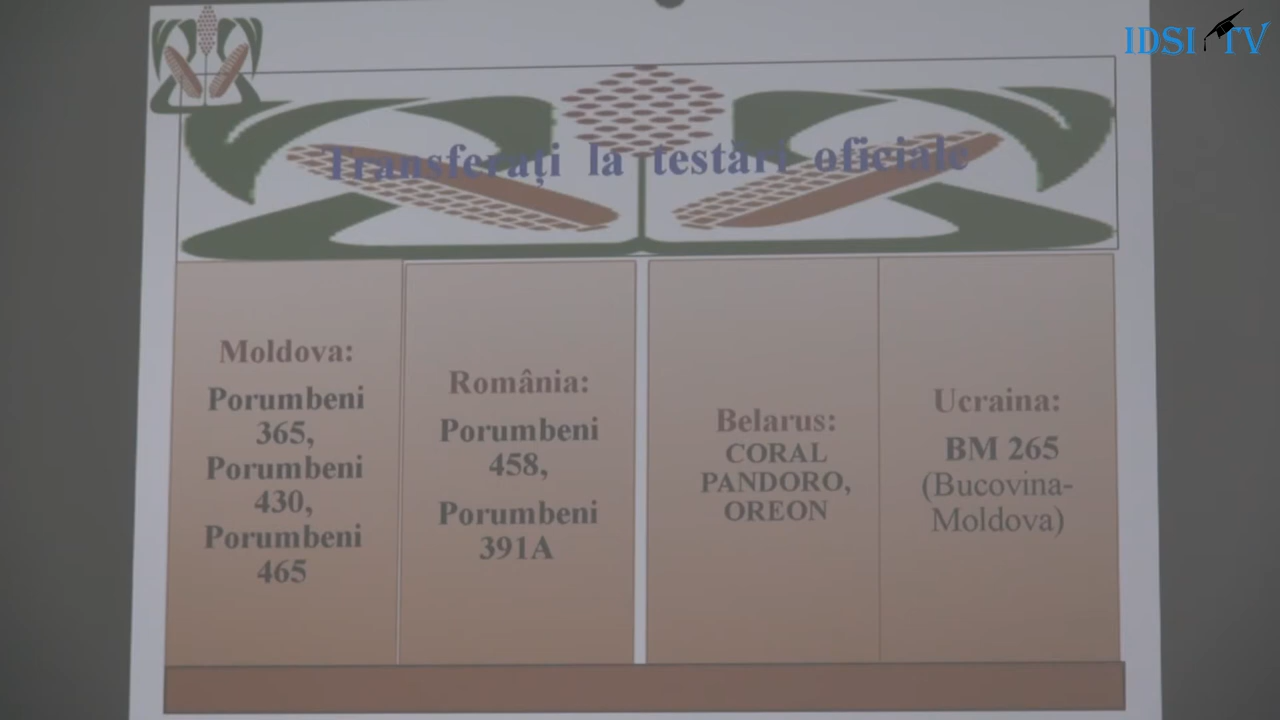 IDSI TV
Transferați la testări oficiale
Moldova:
Porumbeni
365,
Porumbeni
430,
Porumbeni
465
România:
Porumbeni
458,
Porumbeni
391A
Belarus:
CORAL
PANDORO,
OREON
Ucraina:
BM 265
(Bucovina-
Moldova)